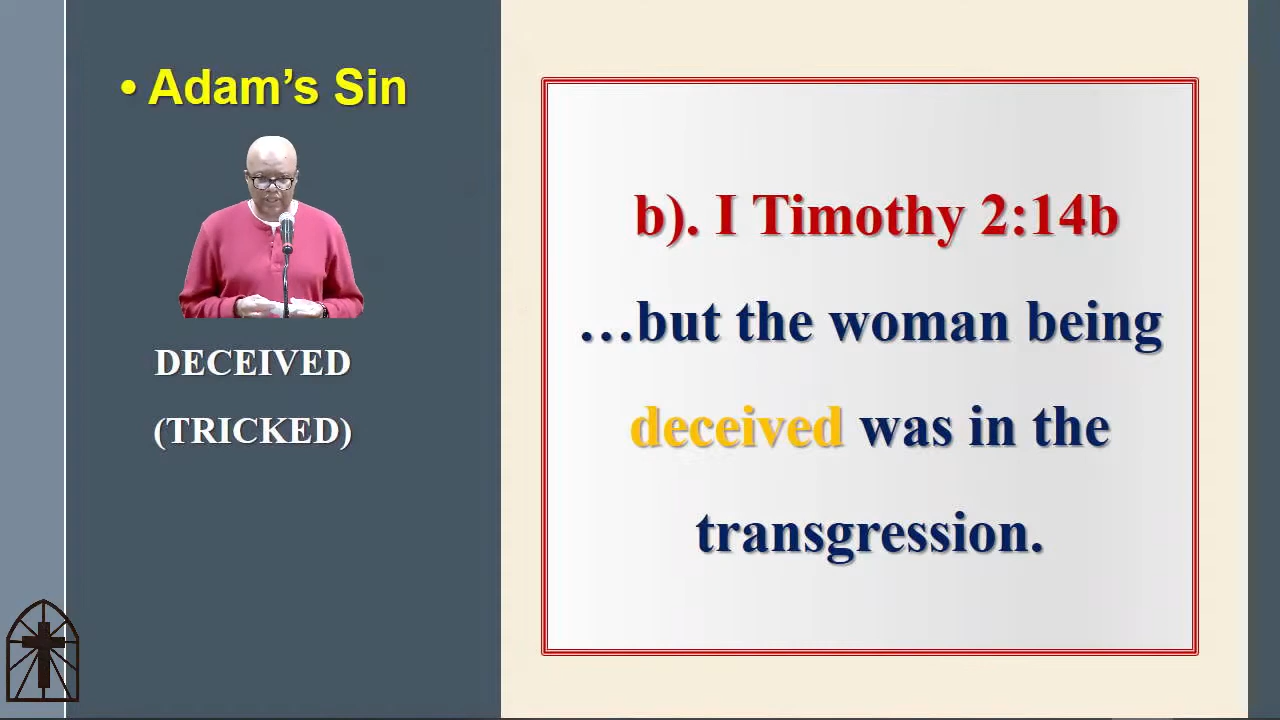 • Adam’s Sin
DECEIVED
(TRICKED)
b). I Timothy 2:14b
…but the woman being
deceived was in the
transgression.